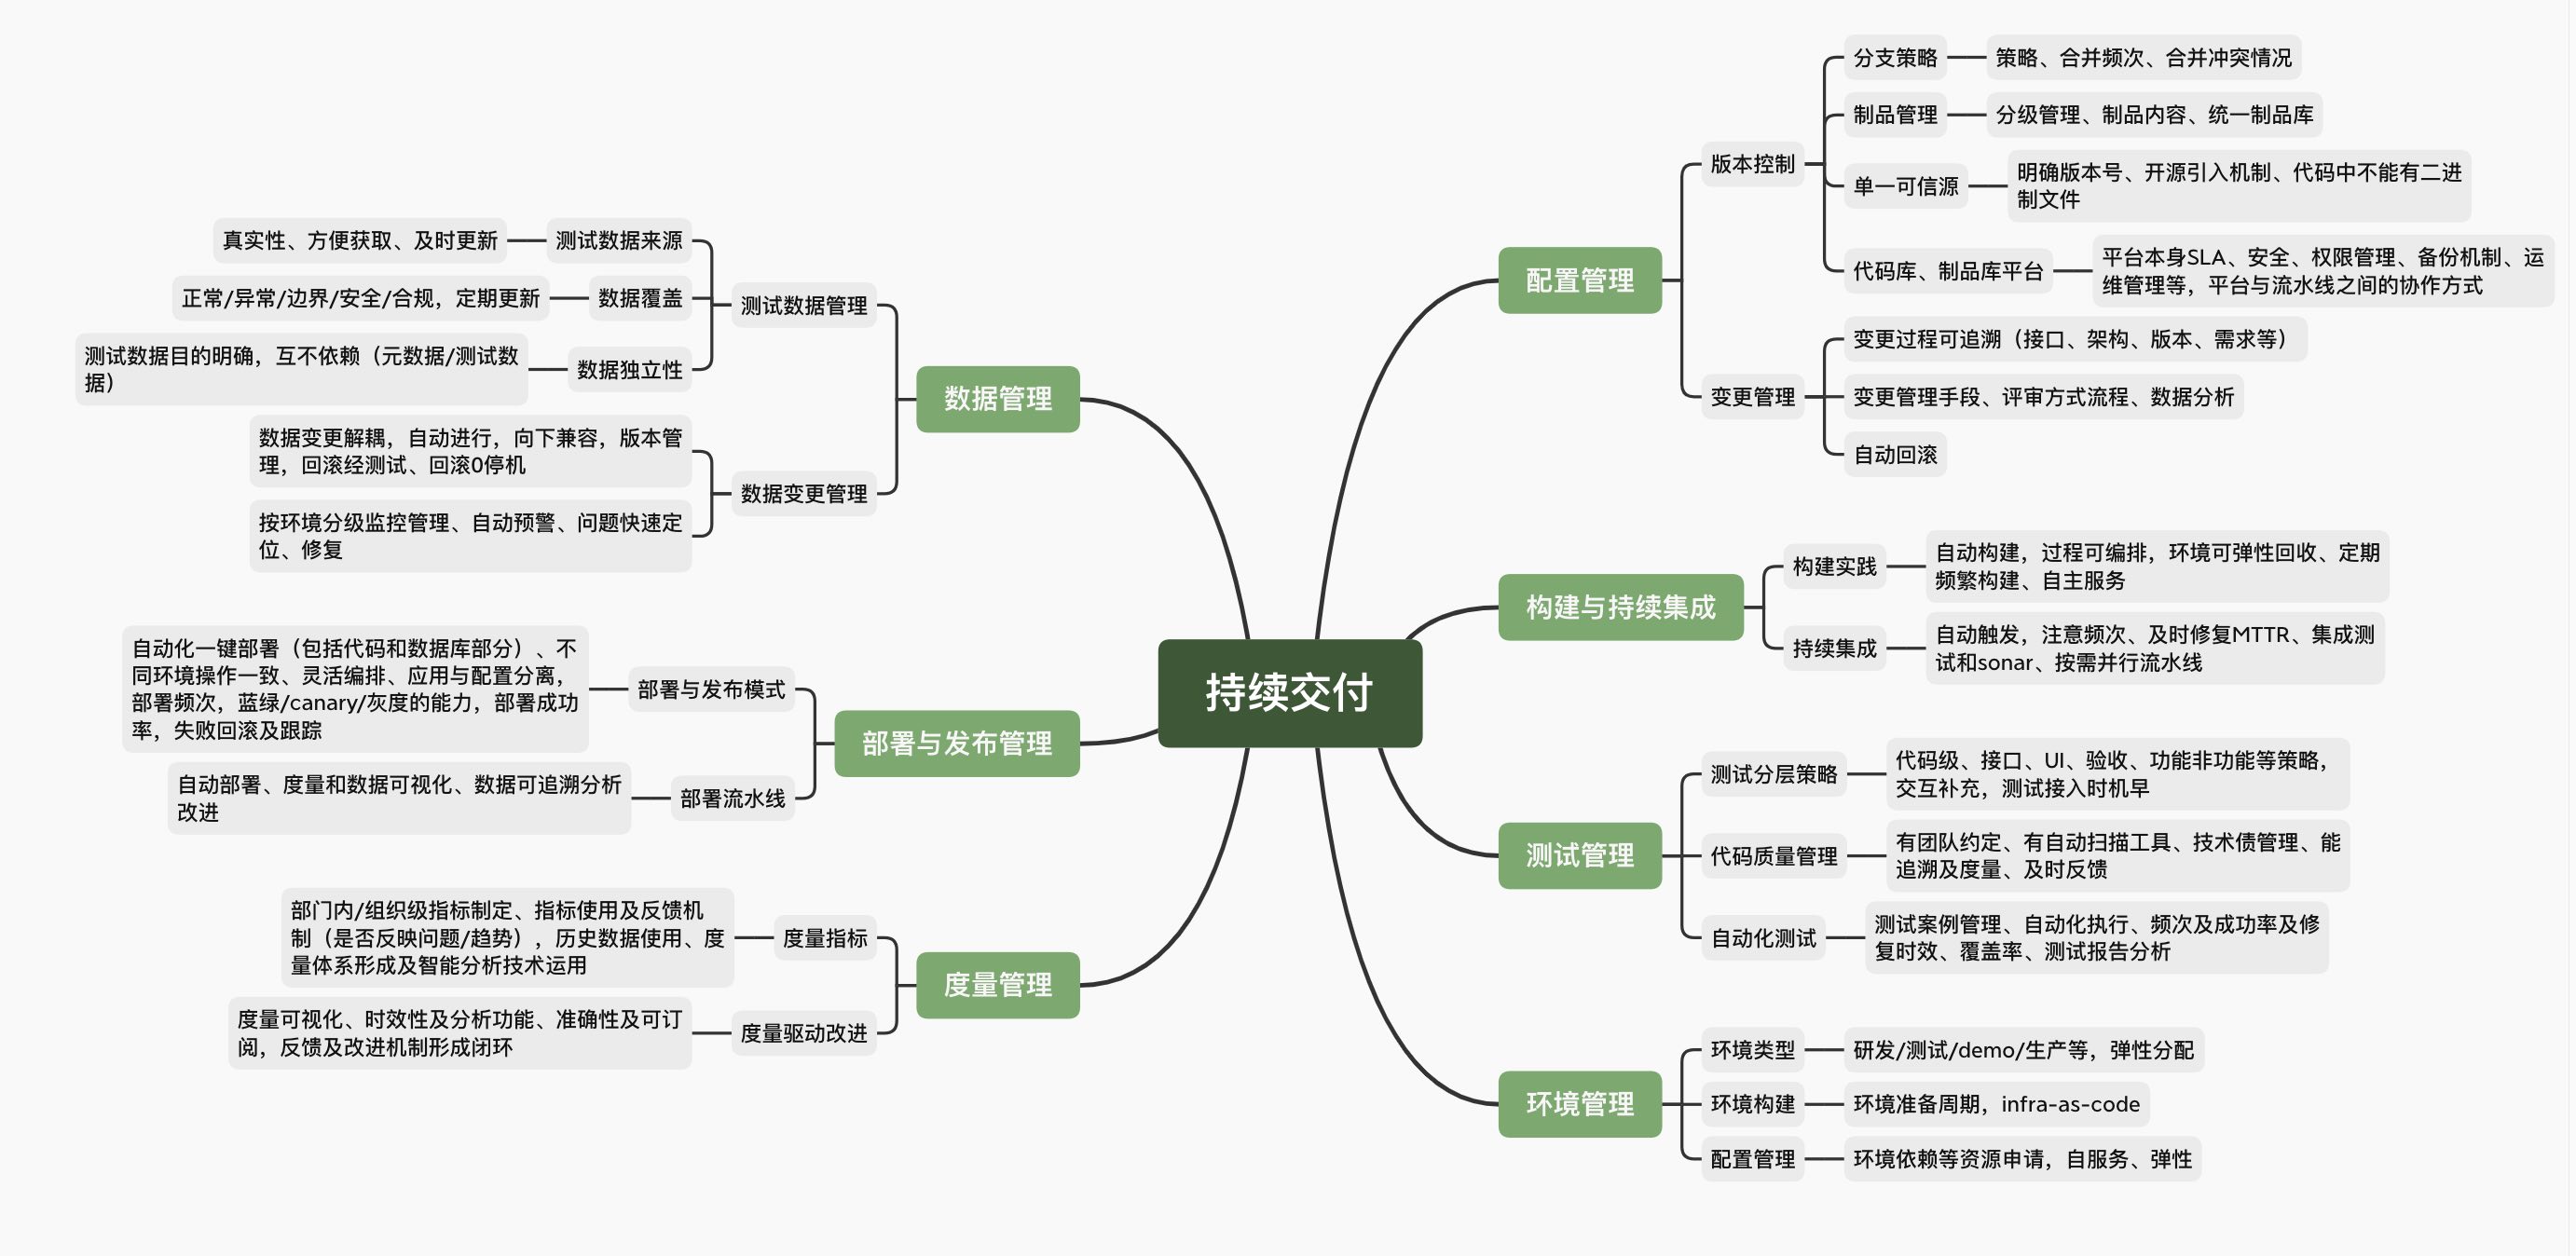 持续交付
配置管理
版本控制
分支策略
策略、合并频次、合并冲突情况
制品管理
分级管理、制品内容、统一制品库
单一可信源
明确版本号、开源引入机制、代码中不能有二进
制文件
代码库、制品库平台
平台本身SLA、安全、权限管理、备份机制、运
维管理等，平台与流水线之间的协作方式
变更管理
变更过程可追溯（接口、架构、版本、需求等）
变更管理手段、评审方式流程、数据分析
自动回滚
构建与持续集成
构建实践
自动构建，过程可编排，环境可弹性回收、定期
频繁构建、自主服务
持续集成
自动触发，注意频次、及时修复MTTR、集成测
试和sonar、按需并行流水线
测试管理
测试分层策略
代码级、接口、UI、验收、功能非功能等策略，
交互补充，测试接入时机早
代码质量管理
有团队约定、有自动扫描工具、技术债管理、能
追溯及度量、及时反馈
自动化测试
测试案例管理、自动化执行、频次及成功率及修
复时效、覆盖率、测试报告分析
环境管理
环境类型
研发/测试/demo/生产等，弹性分配
环境构建
环境准备周期，infra-as-code
配置管理
环境依赖等资源申请，自服务、弹性
数据管理
测试数据管理
测试数据来源
真实性、方便获取、及时更新
数据覆盖
正常/异常/边界/安全/合规，定期更新
数据独立性
测试数据目的明确，互不依赖（元数据/测试数
据）
数据变更管理
数据变更解耦，自动进行，向下兼容，版本管
理，回滚经测试、回滚0停机
按环境分级监控管理、自动预警、问题快速定
位、修复
部署与发布管理
部署与发布模式
自动化一键部署（包括代码和数据库部分）、不
同环境操作一致、灵活编排、应用与配置分离，
部署频次，蓝绿/canary/灰度的能力，部署成功
率，失败回滚及跟踪
部署流水线
自动部署、度量和数据可视化、数据可追溯分析
改进
度量管理
度量指标
部门内/组织级指标制定、指标使用及反馈机
制（是否反映问题/趋势），历史数据使用、度
量体系形成及智能分析技术运用
度量驱动改进
度量可视化、时效性及分析功能、准确性及可订
阅，反馈及改进机制形成闭环